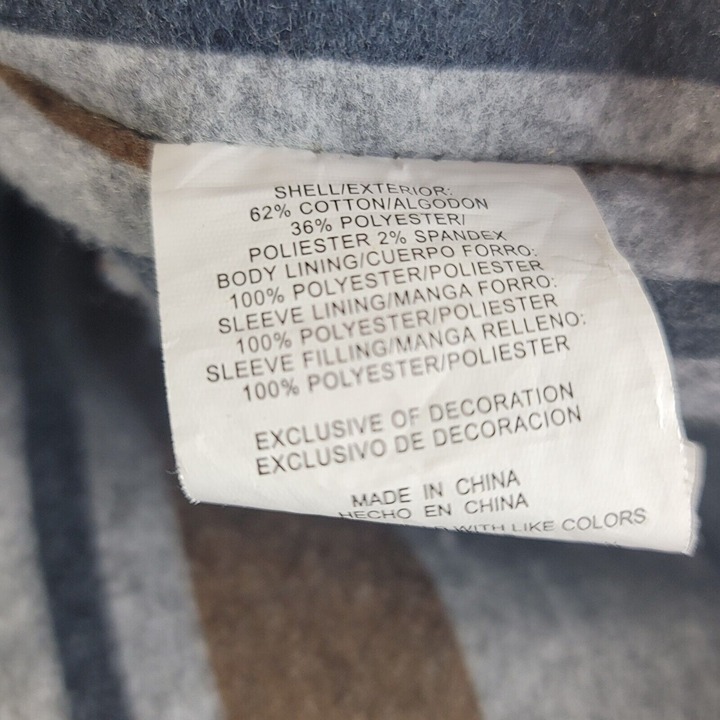 SHELL/EXTERIOR:
62% COTTON/ALGODON
36% POLYESTER/
POLIESTER 2% SPANDEX
BODY LINING/CUERPO FORRO:
100% POLYESTER/POLIESTER
SLEEVE LINING/MANGA FORRO:
100% POLYESTER/POLIESTER
SLEEVE FILLING/MANGA RELLENO:
100% POLYESTER/POLIESTER
EXCLUSIVE OF DECORATION
EXCLUSIVO DE DECORACION
MADE IN CHINA
HECHO EN CHINA
WITH LIKE COLORS